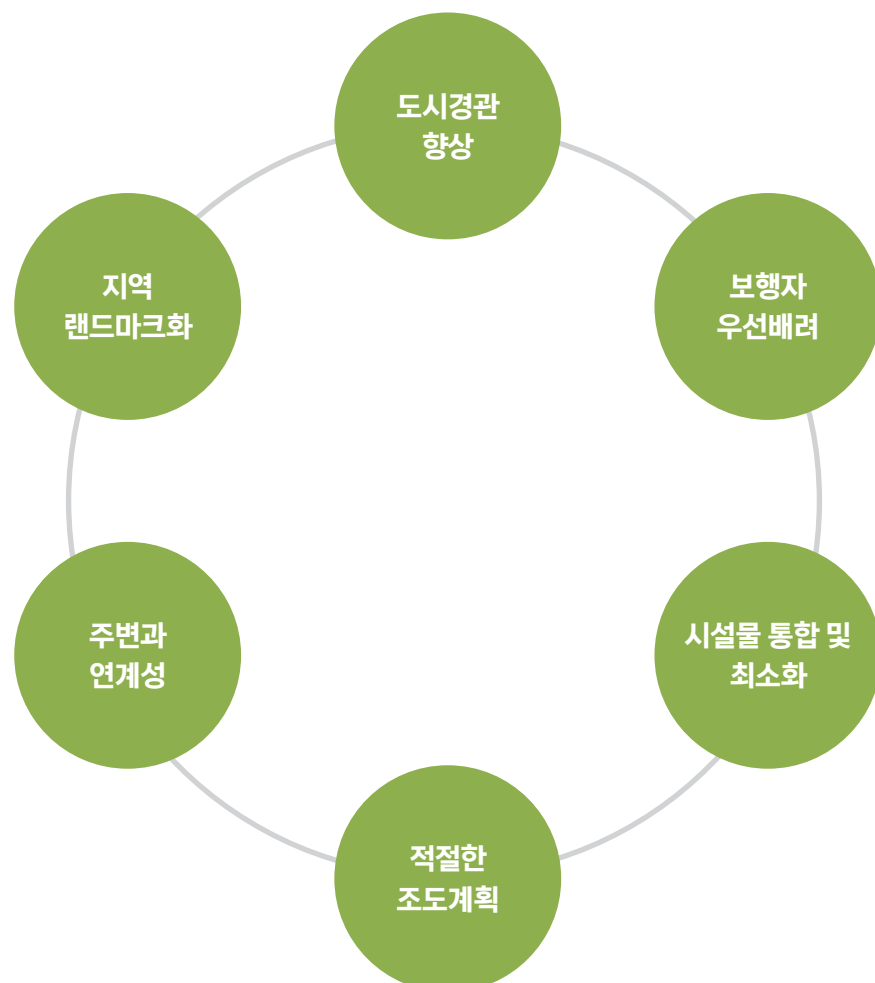 도시경관
향상
지역
랜드마크화
보행자
우선배려
주변과
연계성
시설물 통합 및
최소화
적절한
조도계획